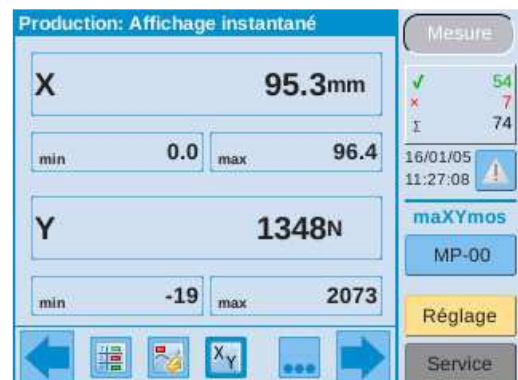 Production: Affichage instantané
X 95.3mm
min 0.0 max 96.4
Y 1348N
min -19 max 2073
XY
Mesure
✓ 54
× 7
Σ 74
16/01/05
11:27:08
maXYmos
MP-00
Réglage
Service